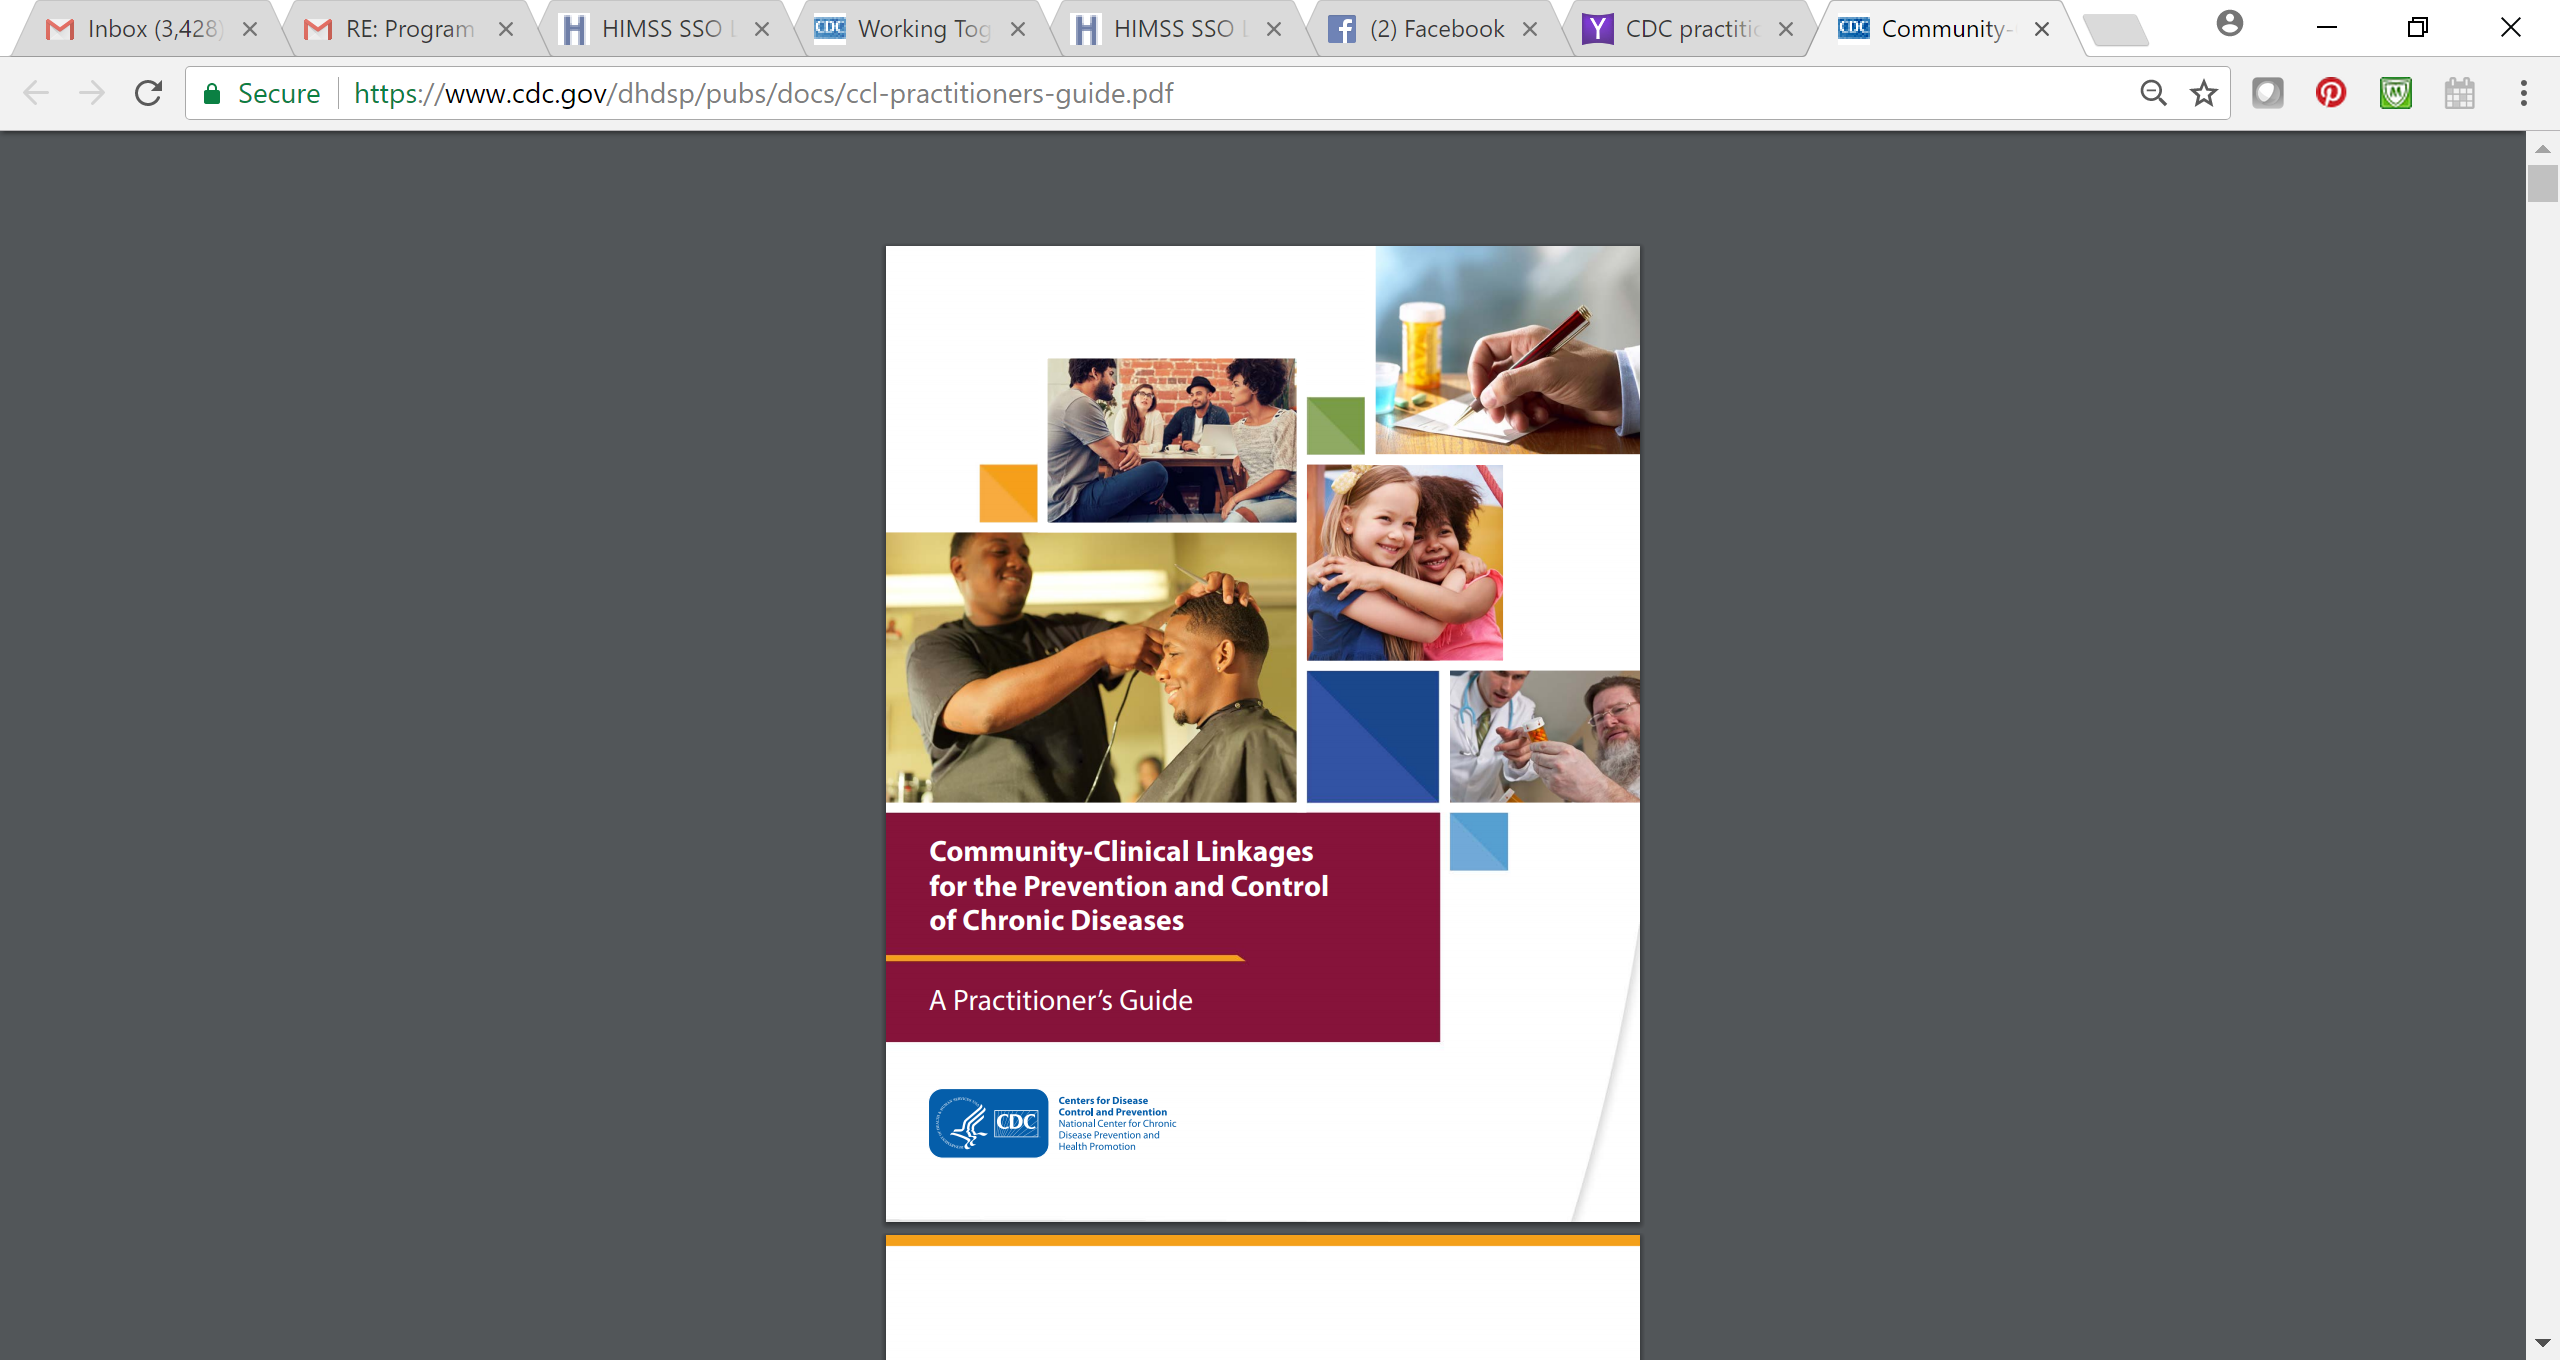 Inbox (3,428)
RE: Program
HIMSS SSO L
Working Tog
HIMSS SSO L
(2) Facebook
CDC practitio
Community-
Secure
https://www.cdc.gov/dhdsp/pubs/docs/ccl-practitioners-guide.pdf
Community-Clinical Linkages
for the Prevention and Control
of Chronic Diseases
A Practitioner’s Guide
CDC
Centers for Disease
Control and Prevention
National Center for Chronic
Disease Prevention and
Health Promotion